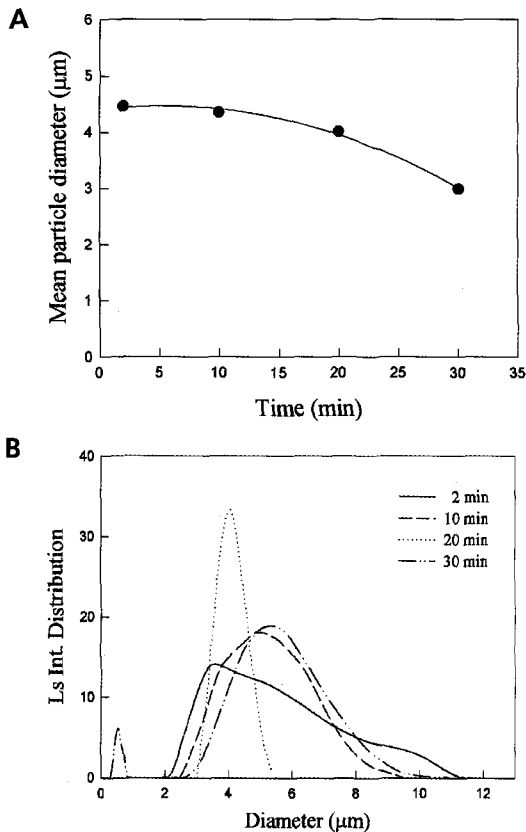 A
6
5
4
3
2
1
0
Mean particle diameter (μm)
0 5 10 15 20 25 30 35
Time (min)
B
40
30
20
10
0
Ls Int. Distribution
2 min
10 min
20 min
30 min
0 2 4 6 8 10 12
Diameter (μm)